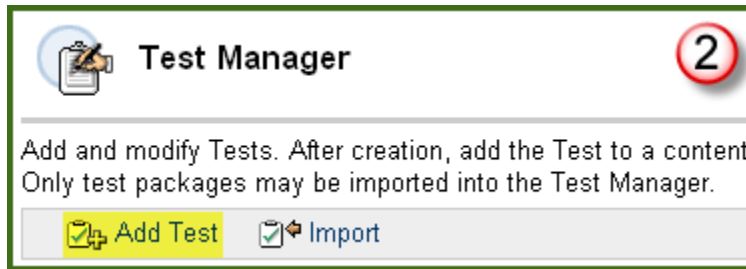 Test Manager
2
Add and modify Tests. After creation, add the Test to a content
Only test packages may be imported into the Test Manager.
Add Test Import